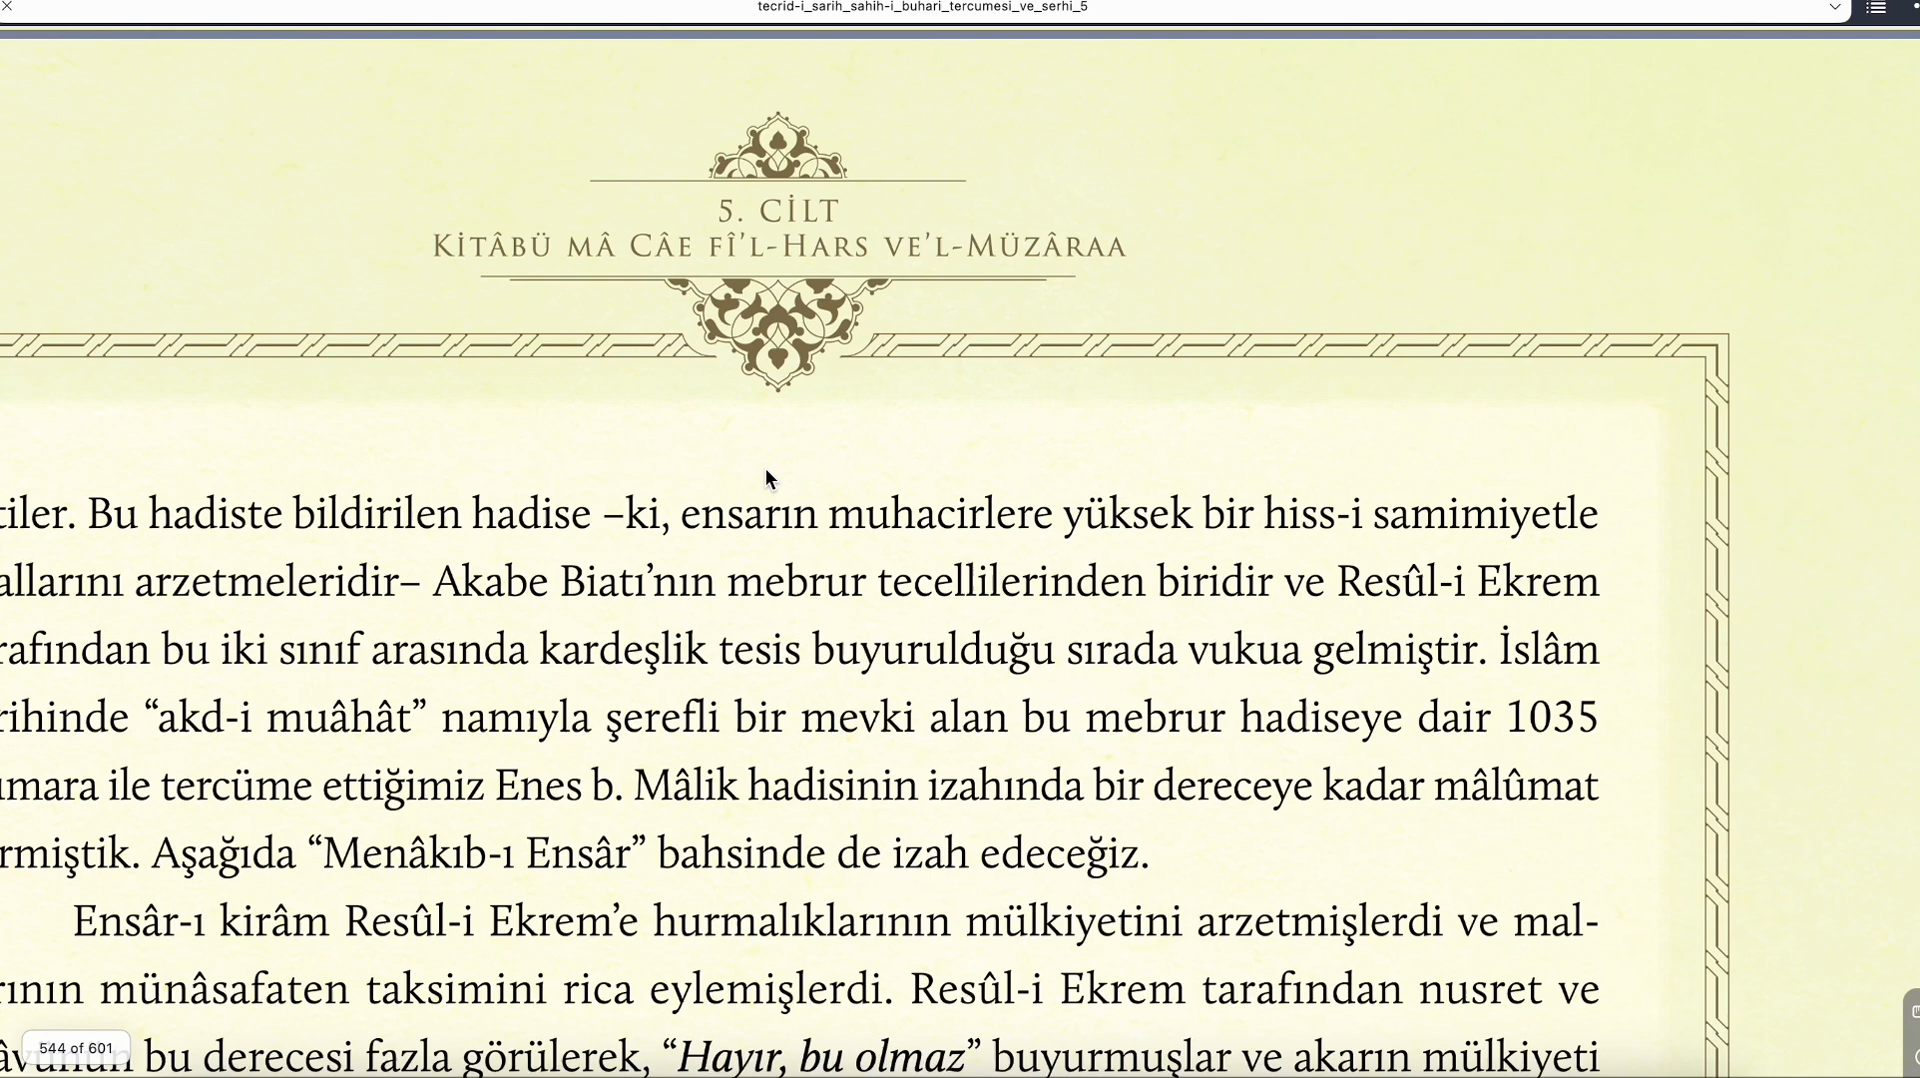 tecrid-i_sarih_sahih-i_buhari_tercumesi_ve_serhi_5
5. CİLT
KİTÂBÜ MÂ CÂE FÎ’L-HARS VE’L-MÜZÂRAA
tiler. Bu hadiste bildirilen hadise –ki, ensarın muhacirlere yüksek bir hiss-i samimiyetle
allarını arzetmeleridir– Akabe Biatı’nın mebrur tecellilerinden biridir ve Resûl-i Ekrem
rafından bu iki sınıf arasında kardeşlik tesis buyurulduğu sırada vukua gelmiştir. İslâm
rihinde “akd-i muâhât” namıyla şerefli bir mevki alan bu mebrur hadiseye dair 1035
umara ile tercüme ettiğimiz Enes b. Mâlik hadisinin izahında bir dereceye kadar mâlûmat
rmiştik. Aşağıda “Menâkıb-ı Ensâr” bahsinde de izah edeceğiz.
Ensâr-ı kirâm Resûl-i Ekrem’e hurmalıklarının mülkiyetini arzetmişlerdi ve mal-
rının münâsafaten taksimini rica eylemişlerdi. Resûl-i Ekrem tarafından nusret ve
bu derecesi fazla görülerek, “Hayır, bu olmaz” buyurmuşlar ve akarın mülkiyeti
544 of 601